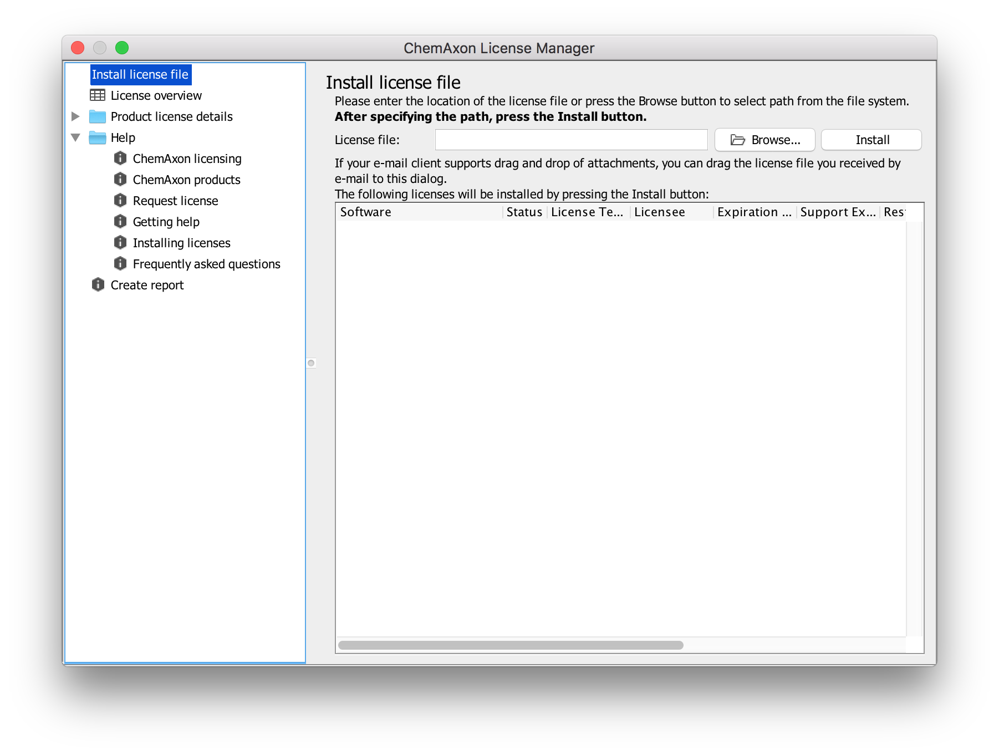 ChemAxon License Manager
Install license file
License overview
Product license details
Help
ChemAxon licensing
ChemAxon products
Request license
Getting help
Installing licenses
Frequently asked questions
Create report
Install license file
Please enter the location of the license file or press the Browse button to select path from the file system.
After specifying the path, press the Install button.
License file:
Browse...
Install
If your e-mail client supports drag and drop of attachments, you can drag the license file you received by
e-mail to this dialog.
The following licenses will be installed by pressing the Install button:
Software Status License Te... Licensee Expiration ... Support Ex... Res